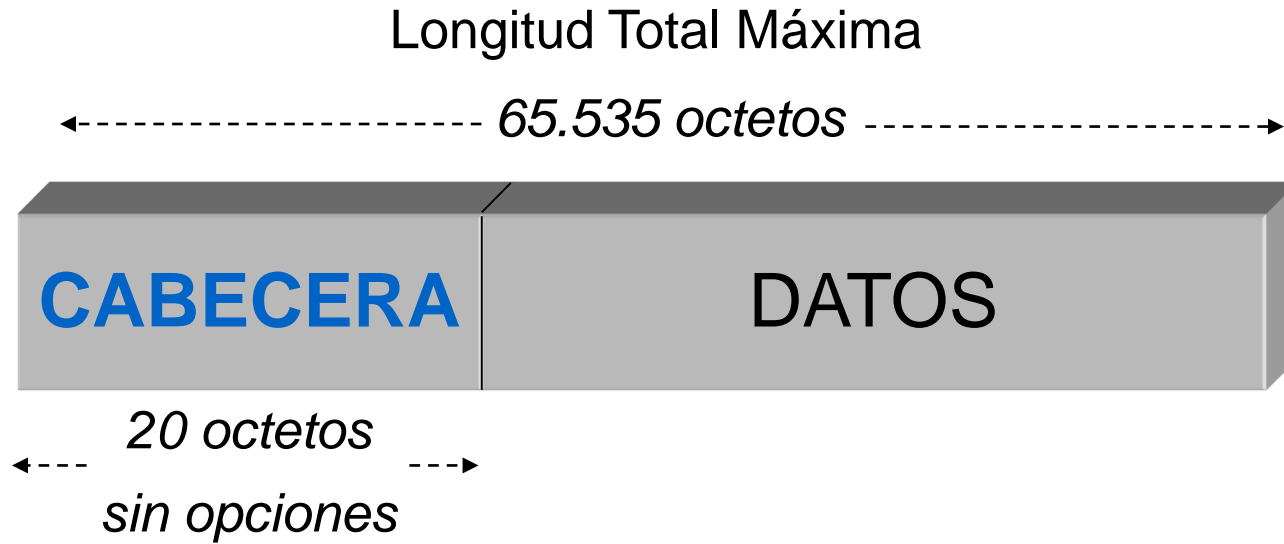 Longitud Total Máxima
65.535 octetos
CABECERA
DATOS
20 octetos
sin opciones